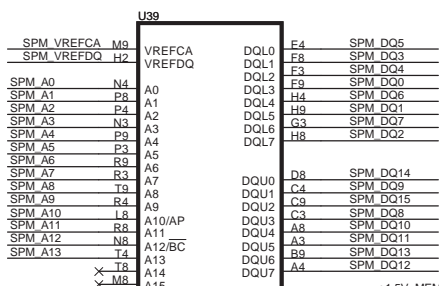 U39
SPM_VREFCA M9 VREFCA DQL0 E4 SPM_DQ5
SPM_VREFDQ H2 VREFDQ DQL1 F8 SPM_DQ3
DQL2 F3 SPM_DQ4
SPM_A0 N4 A0 DQL3 F9 SPM_DQ0
SPM_A1 P8 A1 DQL4 H4 SPM_DQ6
SPM_A2 P4 A2 DQL5 H9 SPM_DQ1
SPM_A3 N3 A3 DQL6 G3 SPM_DQ7
SPM_A4 P9 A4 DQL7 H8 SPM_DQ2
SPM_A5 P3 A5
SPM_A6 R9 A6
SPM_A7 R3 A7 DQU0 D8 SPM_DQ14
SPM_A8 T9 A8 DQU1 C4 SPM_DQ9
SPM_A9 R4 A9 DQU2 C9 SPM_DQ15
SPM_A10 L8 A10/AP DQU3 C3 SPM_DQ8
SPM_A11 R8 A11 DQU4 A8 SPM_DQ10
SPM_A12 N8 A12/BC DQU5 A3 SPM_DQ11
SPM_A13 T4 A13 DQU6 B9 SPM_DQ13
T8 A14 DQU7 A4 SPM_DQ12
M8 A15